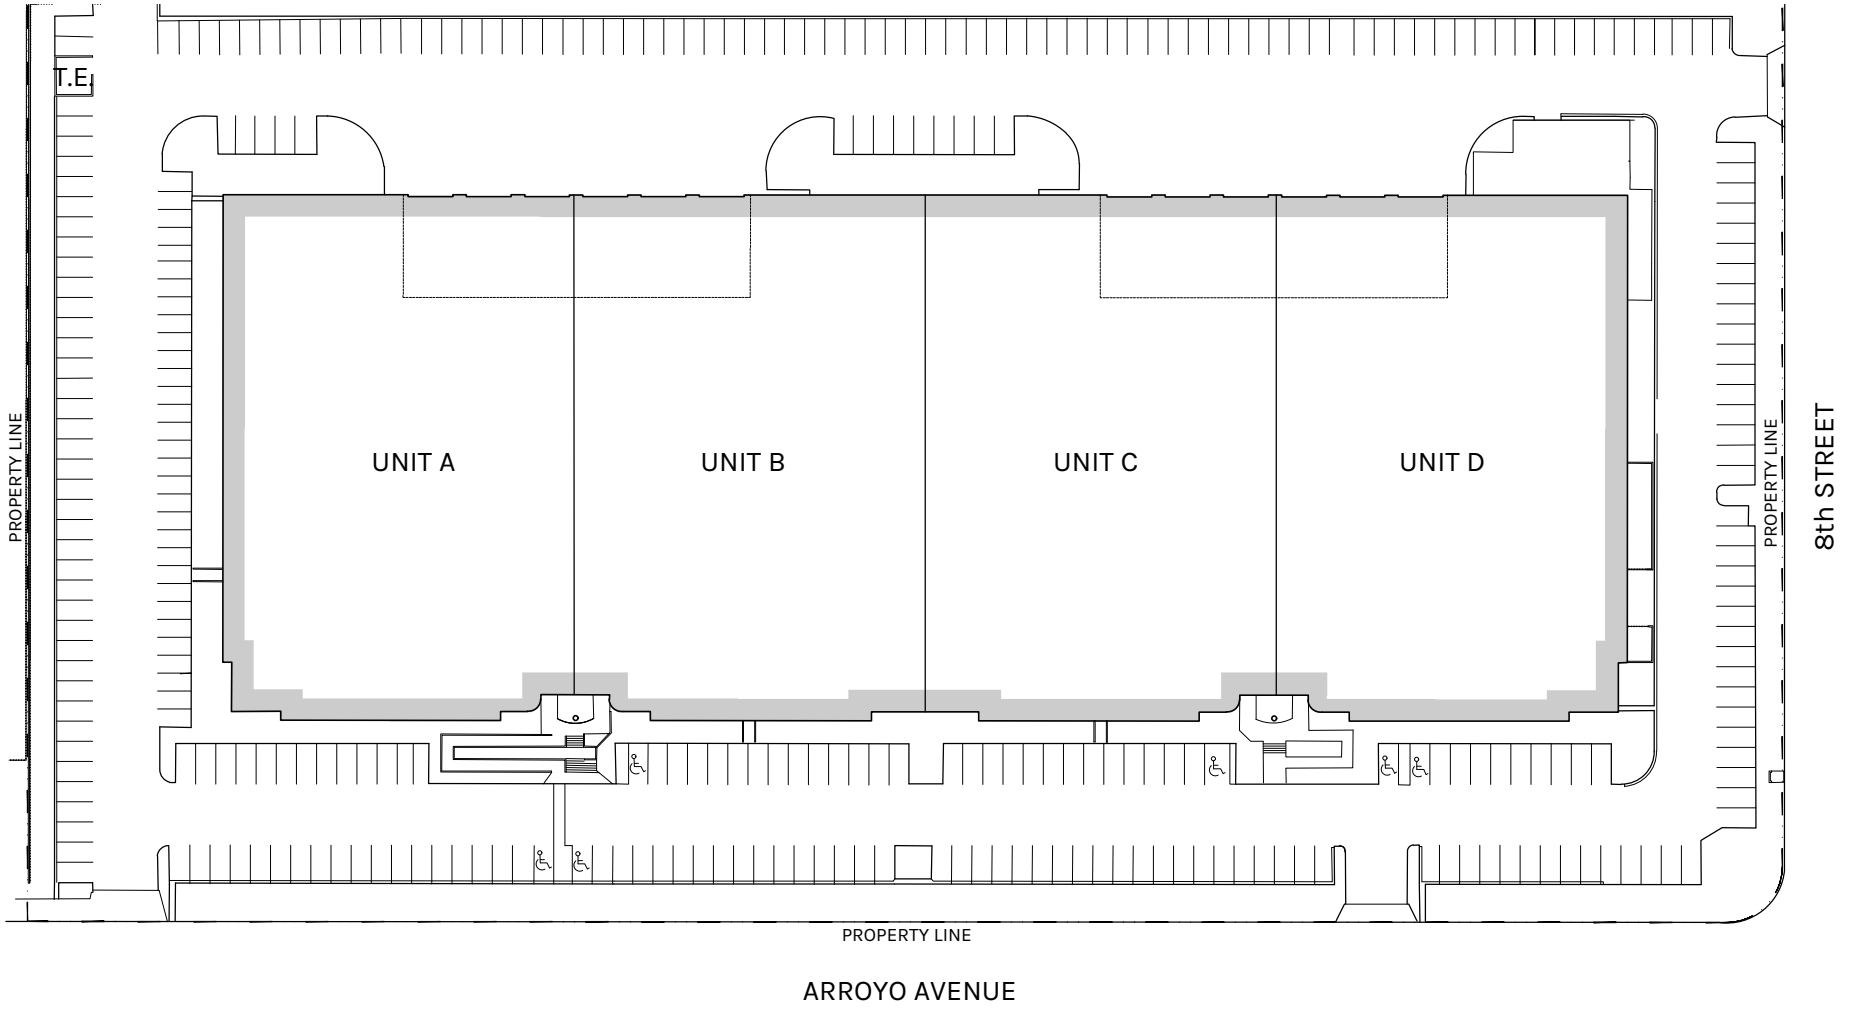 T.E.
UNIT A
UNIT B
UNIT C
UNIT D
PROPERTY LINE
PROPERTY LINE
8th STREET
PROPERTY LINE
ARROYO AVENUE